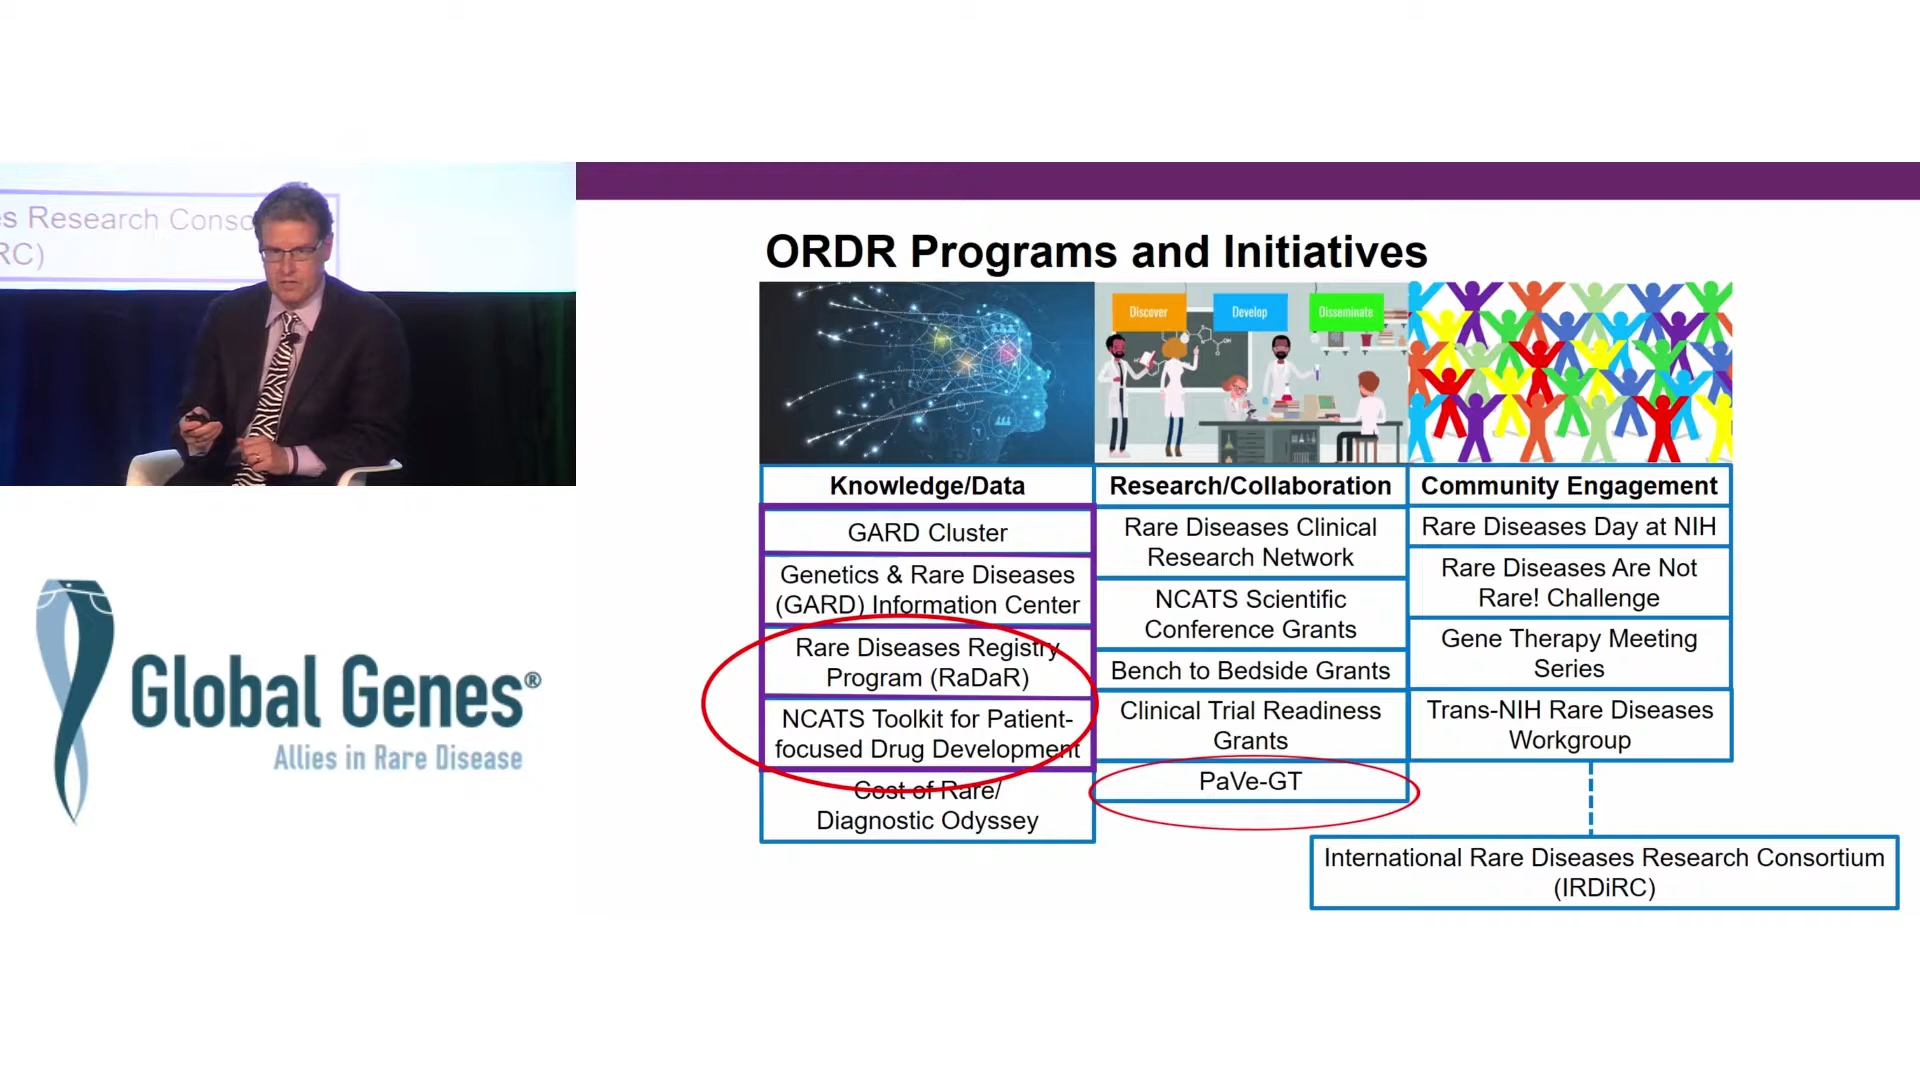 es Research Conso
RC)
Global Genes®
Allies in Rare Disease
ORDR Programs and Initiatives
Discover
Develop
Disseminate
Knowledge/Data
GARD Cluster
Genetics & Rare Diseases
(GARD) Information Center
Rare Diseases Registry
Program (RaDaR)
NCATS Toolkit for Patient-
focused Drug Development
Cost of Rare/
Diagnostic Odyssey
Research/Collaboration
Rare Diseases Clinical
Research Network
NCATS Scientific
Conference Grants
Bench to Bedside Grants
Clinical Trial Readiness
Grants
PaVe-GT
Community Engagement
Rare Diseases Day at NIH
Rare Diseases Are Not
Rare! Challenge
Gene Therapy Meeting
Series
Trans-NIH Rare Diseases
Workgroup
International Rare Diseases Research Consortium
(IRDiRC)